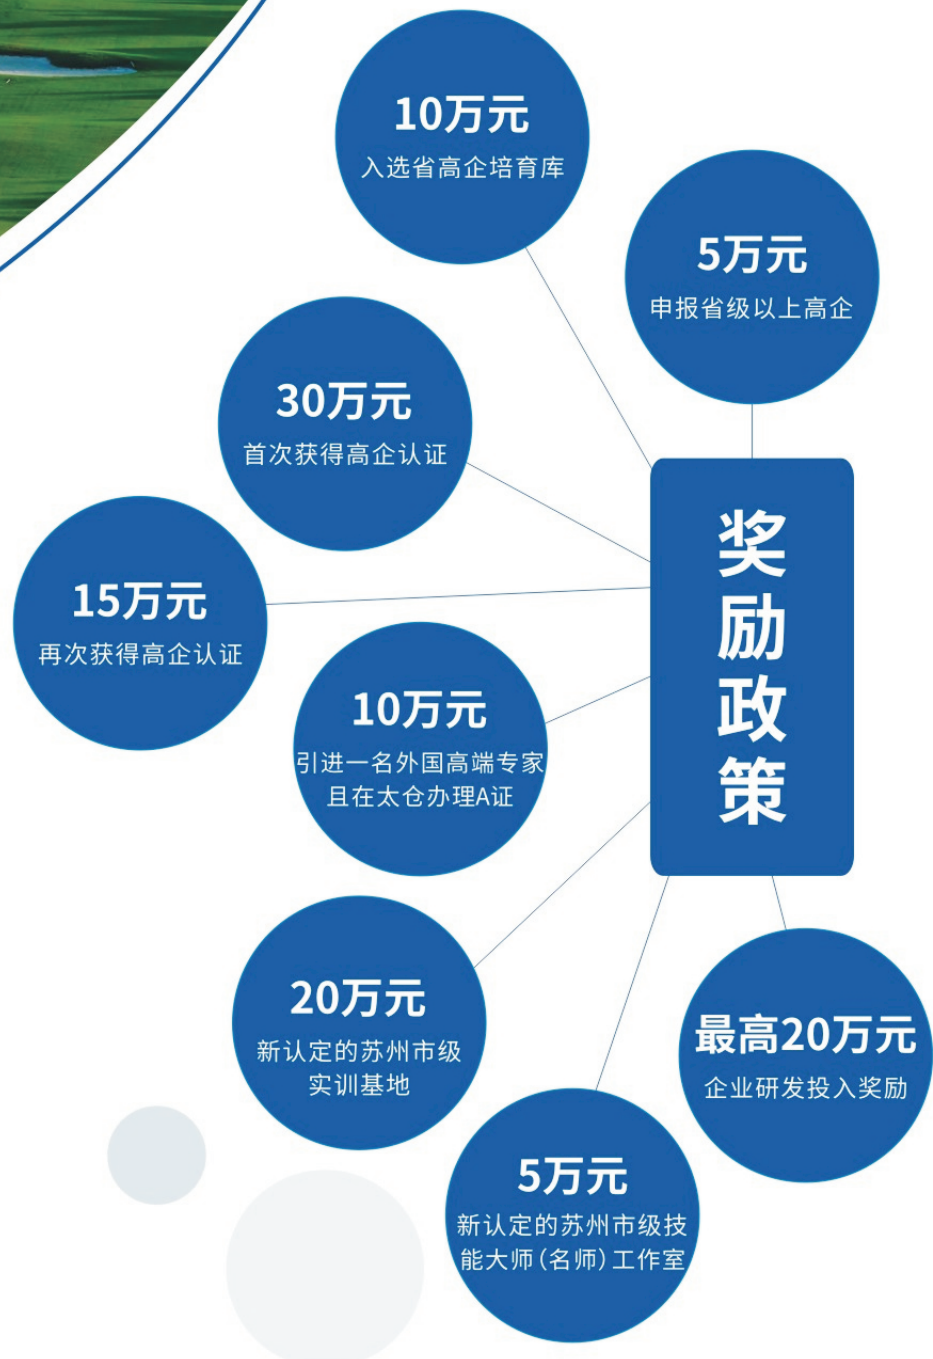 10万元
入选省高企培育库
5万元
申报省级以上高企
30万元
首次获得高企认证
15万元
再次获得高企认证
10万元
引进一名外国高端专家
且在太仓办理A证
20万元
新认定的苏州市级
实训基地
5万元
新认定的苏州市级技
能大师(名师)工作室
最高20万元
企业研发投入奖励
奖励政策